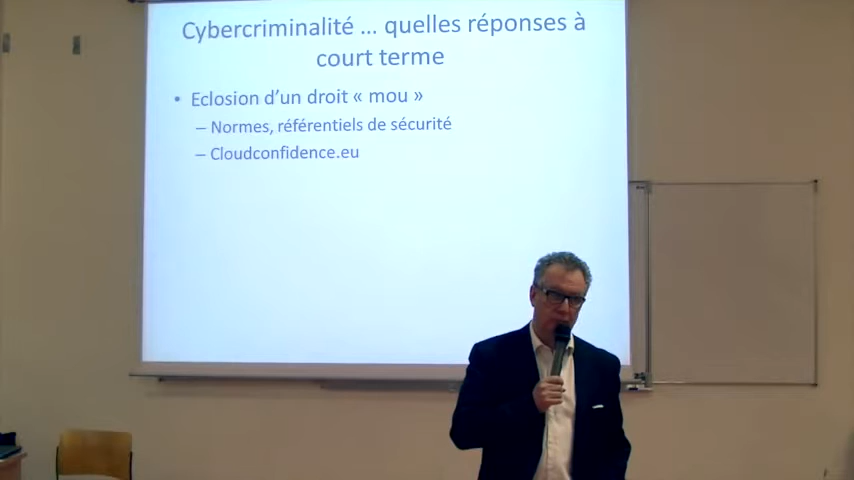 Cybercriminalité ... quelles réponses à
court terme
• Eclosion d’un droit « mou »
– Normes, référentiels de sécurité
– Cloudconfidence.eu